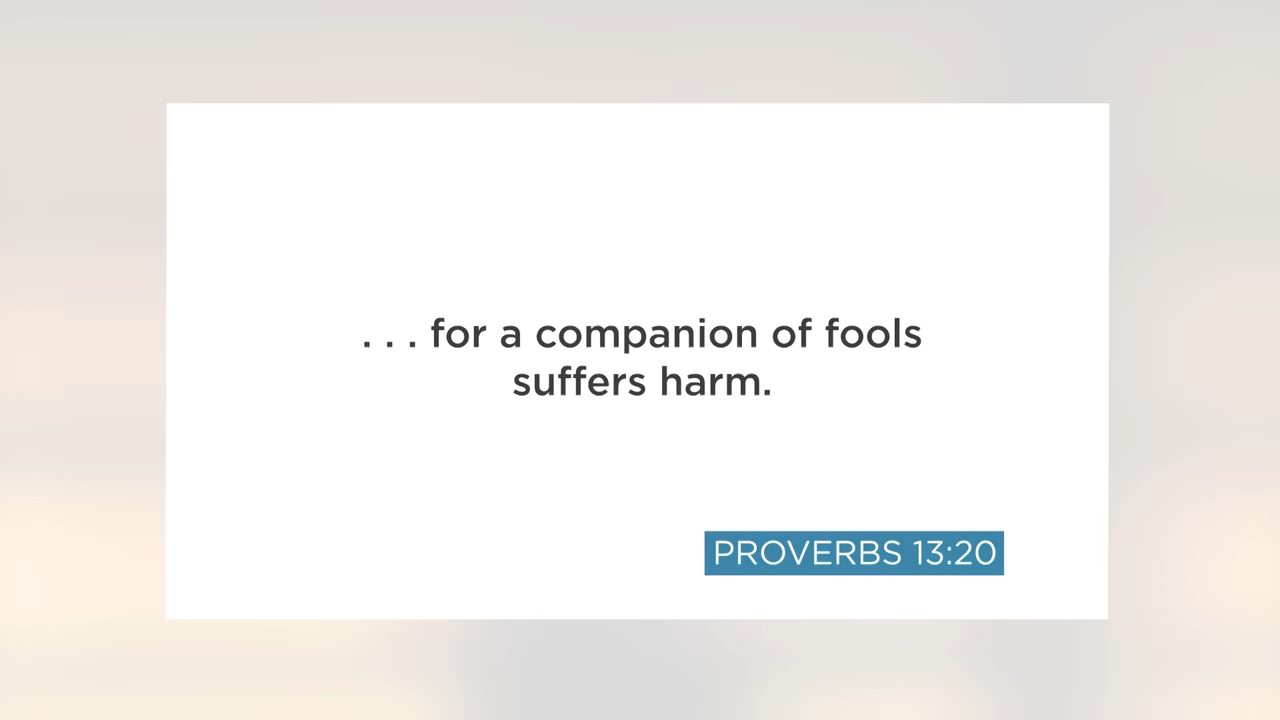 . . . for a companion of fools
suffers harm.
PROVERBS 13:20